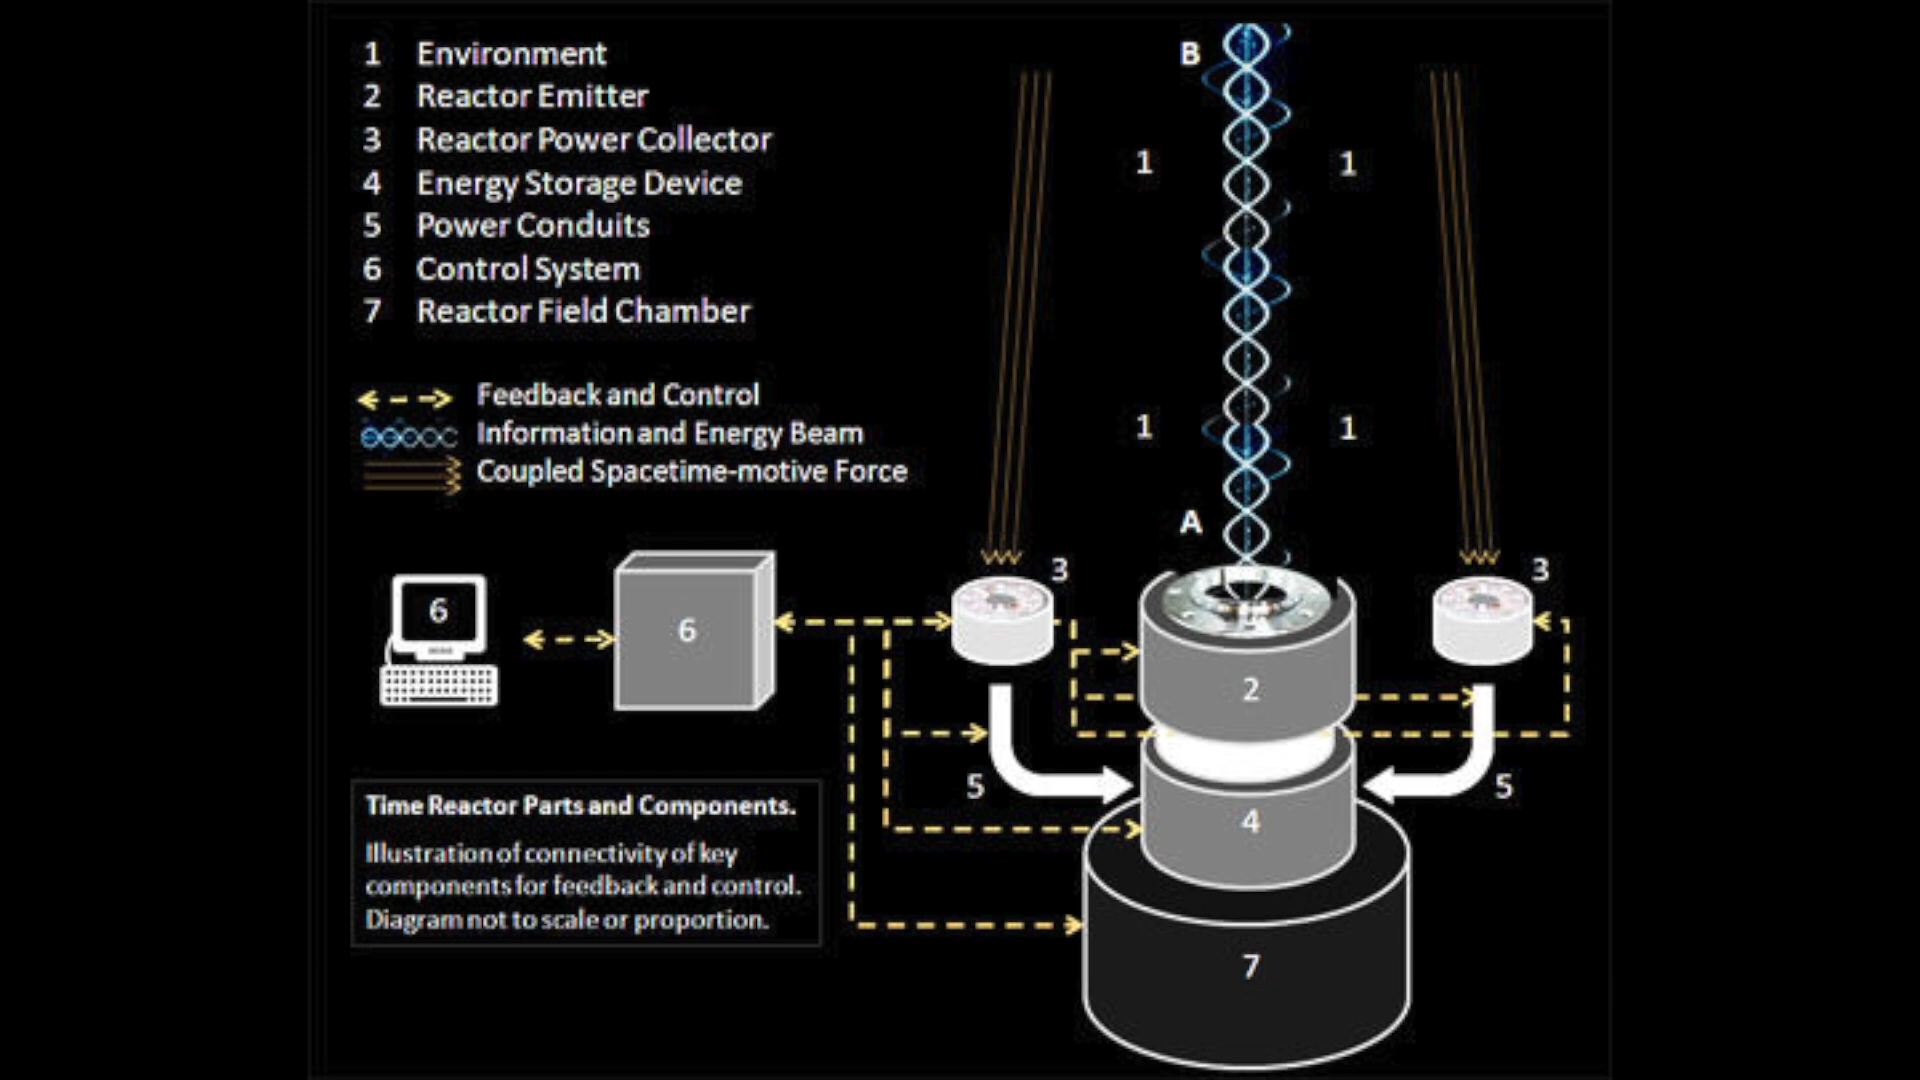 1 Environment
2 Reactor Emitter
3 Reactor Power Collector
4 Energy Storage Device
5 Power Conduits
6 Control System
7 Reactor Field Chamber
Feedback and Control
Information and Energy Beam
Coupled Spacetime-motive Force
B
1 1
1 1
A
3 3
6 6
2
5 5
4
7
Time Reactor Parts and Components.
Illustration of connectivity of key
components for feedback and control.
Diagram not to scale or proportion.